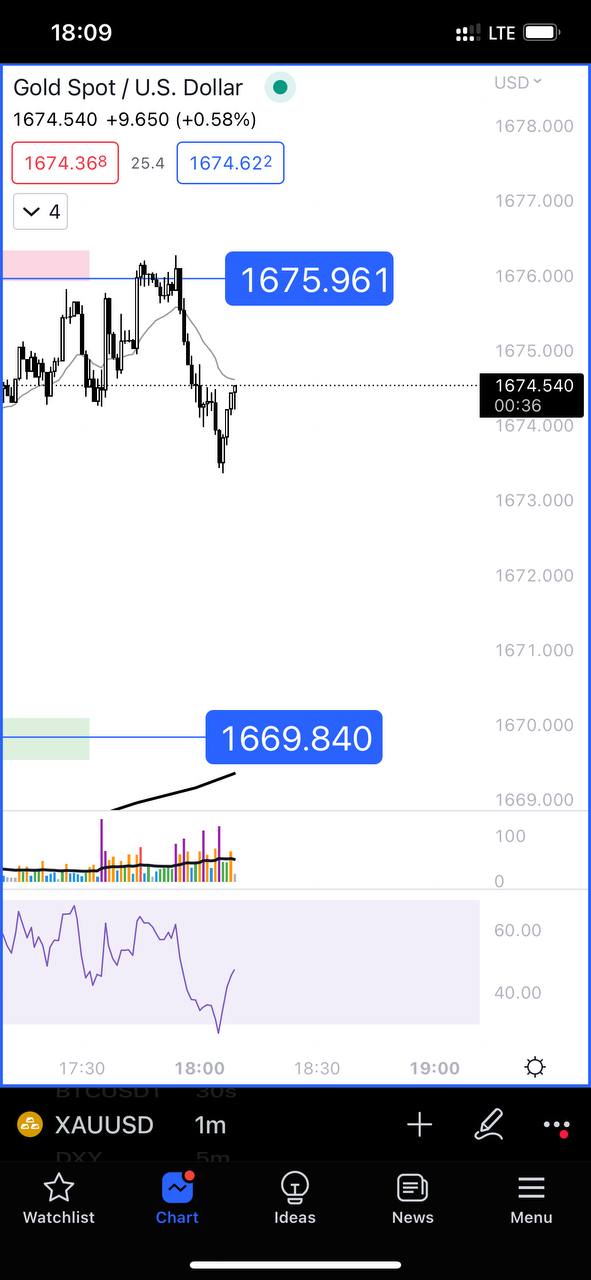 18:09
LTE
Gold Spot / U.S. Dollar
USD
1674.540 +9.650 (+0.58%)
1678.000
1674.368 25.4 1674.622
1677.000
4
1675.961
1676.000
1675.000
1674.540
00:36
1674.000
1673.000
1672.000
1671.000
1669.840
1670.000
1669.000
100
0
60.00
40.00
17:30 18:00 18:30 19:00
BTCUSDT 30s
XAUUSD 1m
DXY 5m
Watchlist Chart Ideas News Menu